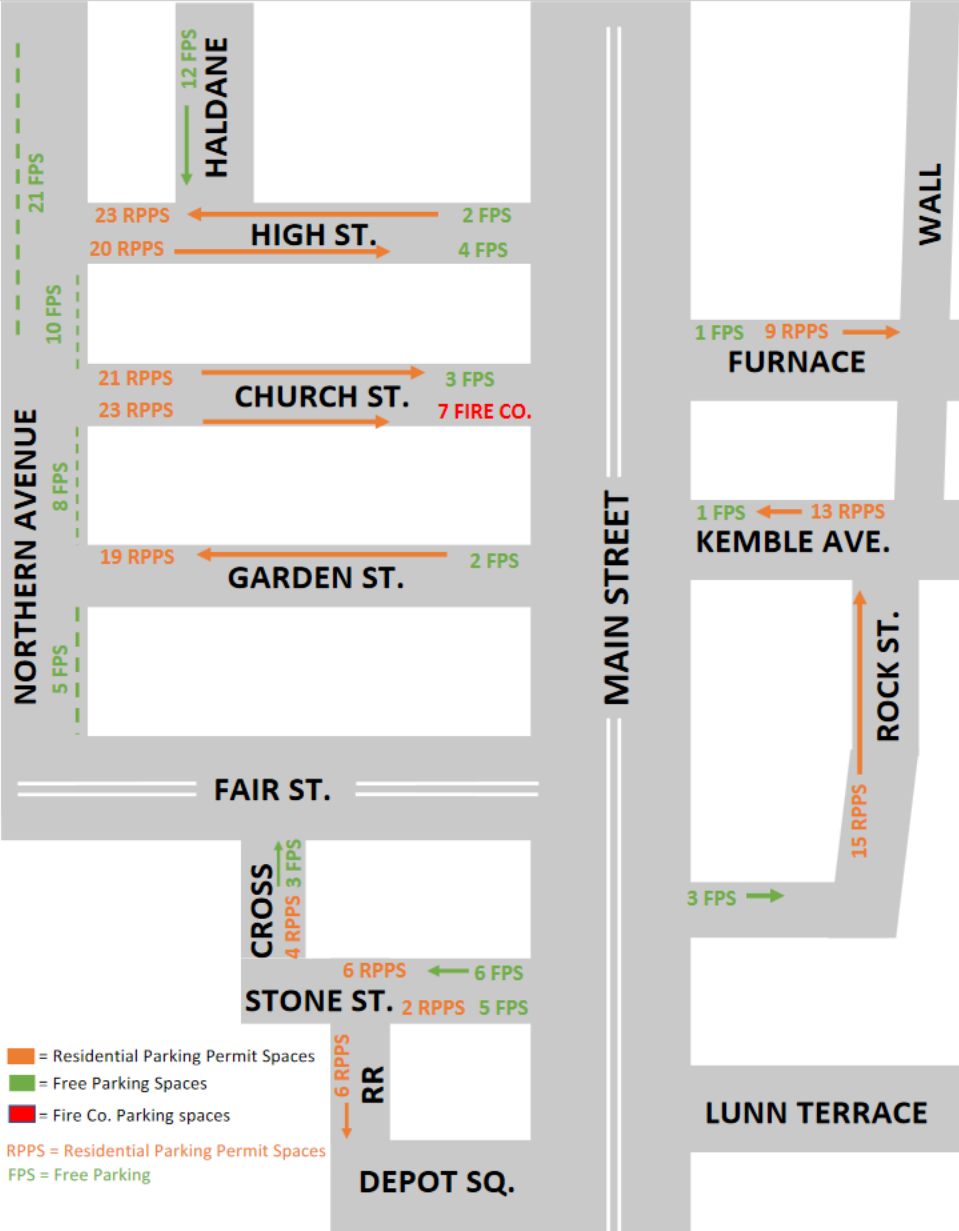 12 FPS
HALDANE
21 FPS
WALL
23 RPPS
2 FPS
HIGH ST.
20 RPPS
4 FPS
10 FPS
1 FPS
9 RPPS
FURNACE
21 RPPS
3 FPS
CHURCH ST.
23 RPPS
7 FIRE CO.
NORTHERN AVENUE
8 FPS
MAIN STREET
1 FPS
13 RPPS
KEMBLE AVE.
19 RPPS
2 FPS
GARDEN ST.
5 FPS
ROCK ST.
FAIR ST.
15 RPPS
CROSS
4 RPPS 3 FPS
3 FPS
6 RPPS
6 FPS
STONE ST.
2 RPPS
5 FPS
6 RPPS
RR
= Residential Parking Permit Spaces
= Free Parking Spaces
= Fire Co. Parking spaces
RPPS = Residential Parking Permit Spaces
FPS = Free Parking
LUNN TERRACE
DEPOT SQ.